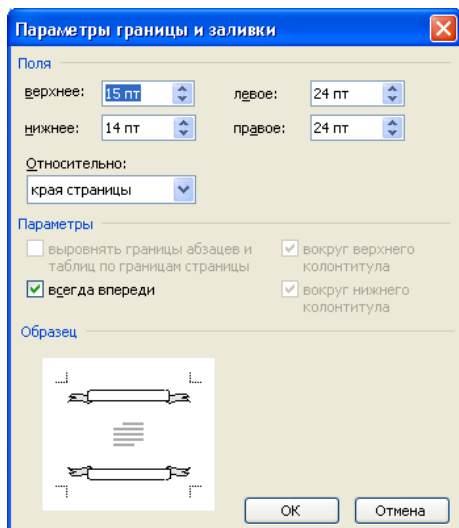 Параметры границы и заливки
Поля
верхнее: 15 пт левое: 24 пт
нижнее: 14 пт правое: 24 пт
Относительно:
края страницы
Параметры
выровнять границы абзацев и
таблиц по границам страницы
вокруг верхнего
колонтитула
всегда впереди
вокруг нижнего
колонтитула
Образец
ОК Отмена